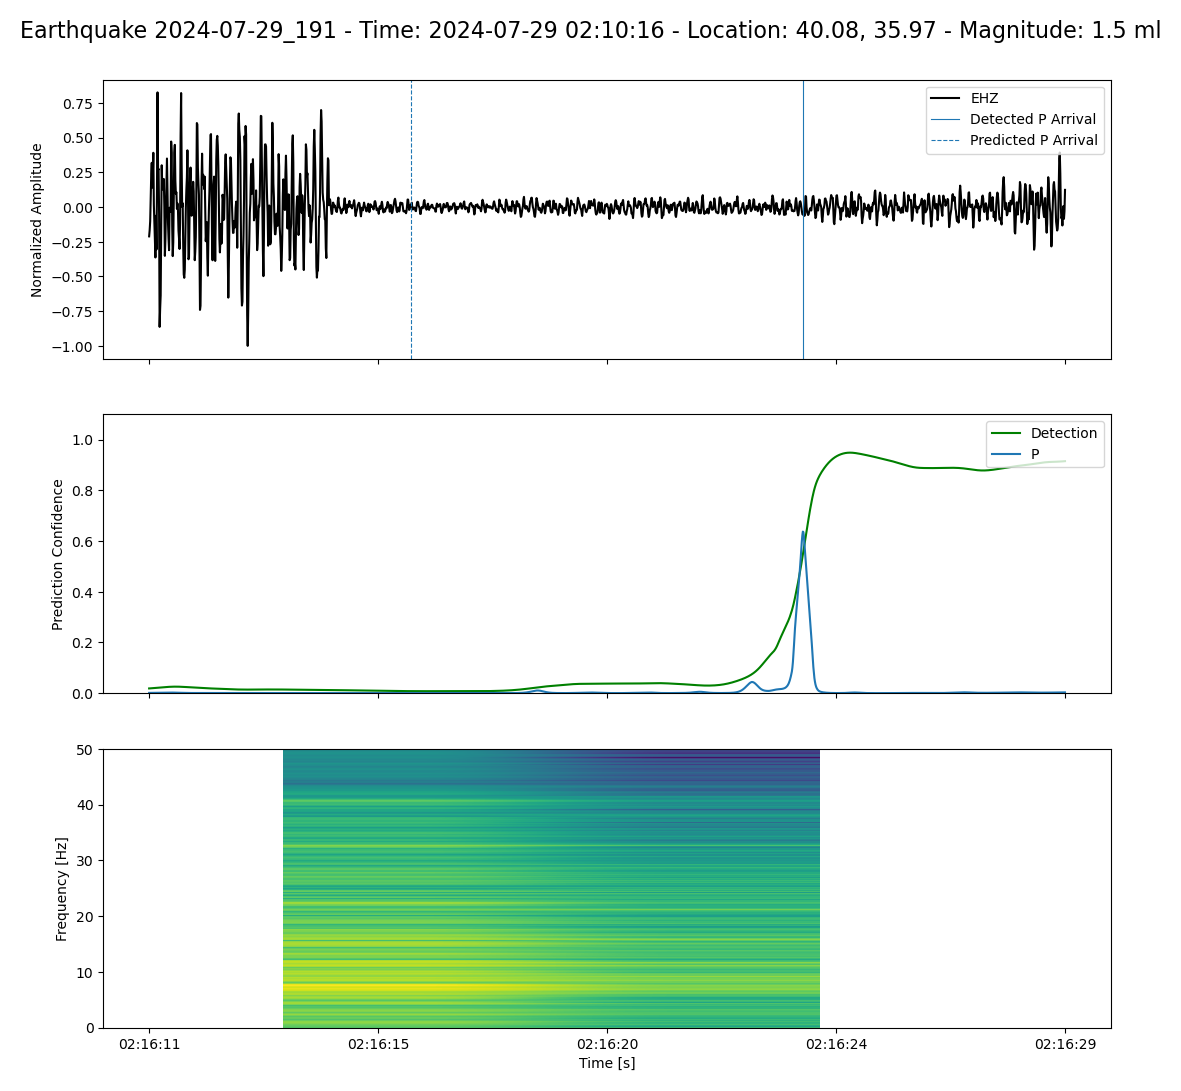 Earthquake 2024-07-29_191 - Time: 2024-07-29 02:10:16 - Location: 40.08, 35.97 - Magnitude: 1.5 ml
EHZ
Detected P Arrival
Predicted P Arrival
0.75
0.50
0.25
0.00
−0.25
−0.50
−0.75
−1.00
Normalized Amplitude
Detection
P
1.0
0.8
0.6
0.4
0.2
0.0
Prediction Confidence
50
40
30
20
10
0
Frequency [Hz]
02:16:11 02:16:15 02:16:20 02:16:24 02:16:29
Time [s]